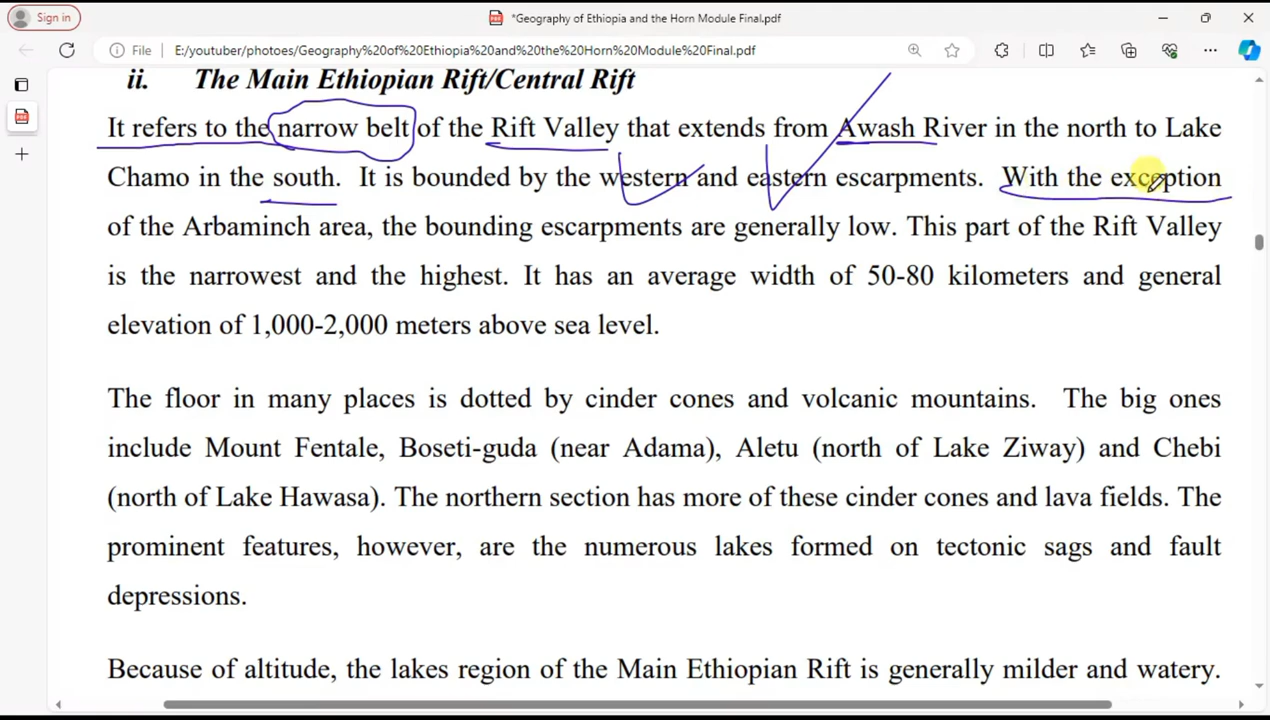 Sign in
*Geography of Ethiopia and the Horn Module Final.pdf
File
E:/youtuber/photoes/Geography%20of%20Ethiopia%20and%20the%20Horn%20Module%20Final.pdf
ii. The Main Ethiopian Rift/Central Rift
It refers to the narrow belt of the Rift Valley that extends from Awash River in the north to Lake
Chamo in the south. It is bounded by the western and eastern escarpments. With the exception
of the Arbaminch area, the bounding escarpments are generally low. This part of the Rift Valley
is the narrowest and the highest. It has an average width of 50-80 kilometers and general
elevation of 1,000-2,000 meters above sea level.
The floor in many places is dotted by cinder cones and volcanic mountains. The big ones
include Mount Fentale, Boseti-guda (near Adama), Aletu (north of Lake Ziway) and Chebi
(north of Lake Hawasa). The northern section has more of these cinder cones and lava fields. The
prominent features, however, are the numerous lakes formed on tectonic sags and fault
depressions.
Because of altitude, the lakes region of the Main Ethiopian Rift is generally milder and watery.